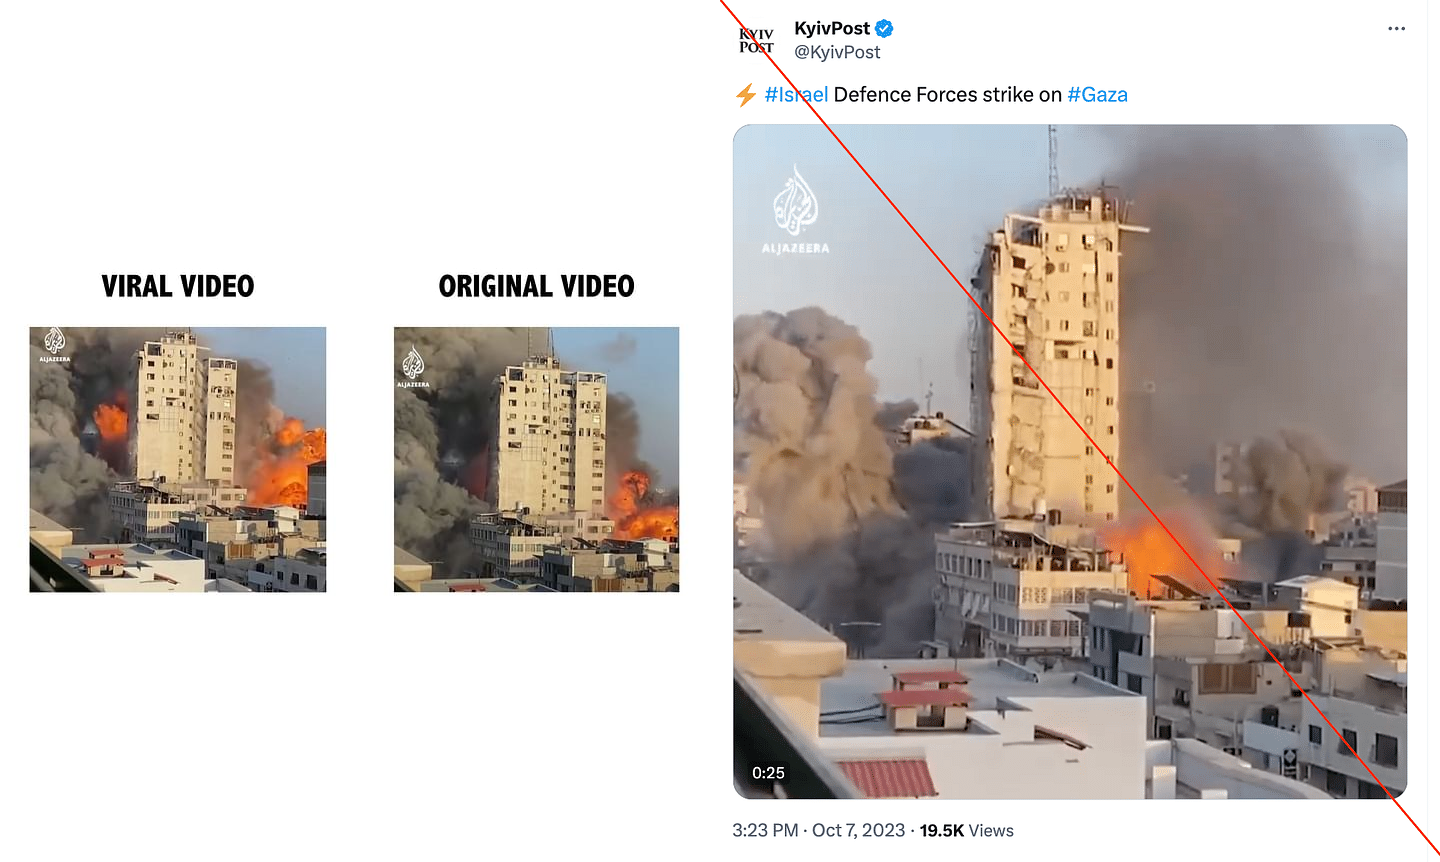 VIRAL VIDEO
ALJAZEERA
ORIGINAL VIDEO
ALJAZEERA
KYIV
POST
KyivPost
@KyivPost
#Israel Defence Forces strike on #Gaza
ALJAZEERA
0:25
3:23 PM · Oct 7, 2023 · 19.5K Views